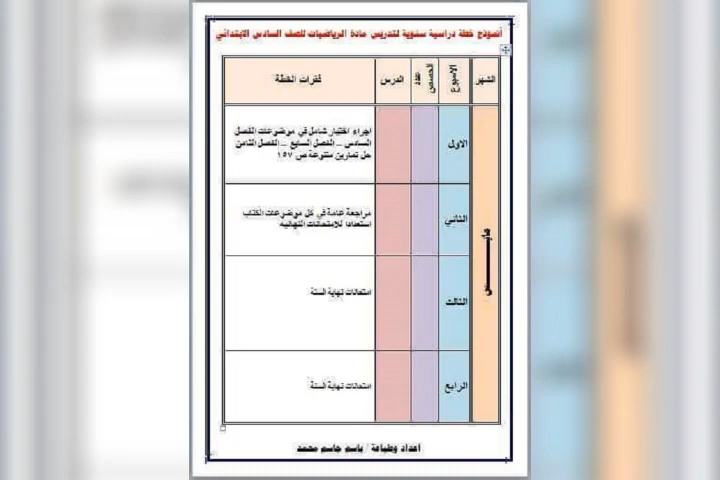 أنموذج خطة دراسية سنوية لتدريس مادة الرياضيات للصف السادس الابتدائي
الشهر
الاسبوع
عدد الحصص
الدرس
فقرات الخطة
مايـــــــس
الاول
اجراء اختبار شامل في موضوعات الفصل
السادس – الفصل السابع – الفصل الثامن
حل تمارين متنوعة ص ١٥٧
الثاني
مراجعة عامة في كل موضوعات الكتاب
استعدادا للامتحانات النهائية
الثالث
امتحانات نهاية السنة
الرابع
امتحانات نهاية السنة
اعداد وطباعة / باسم جاسم محمد